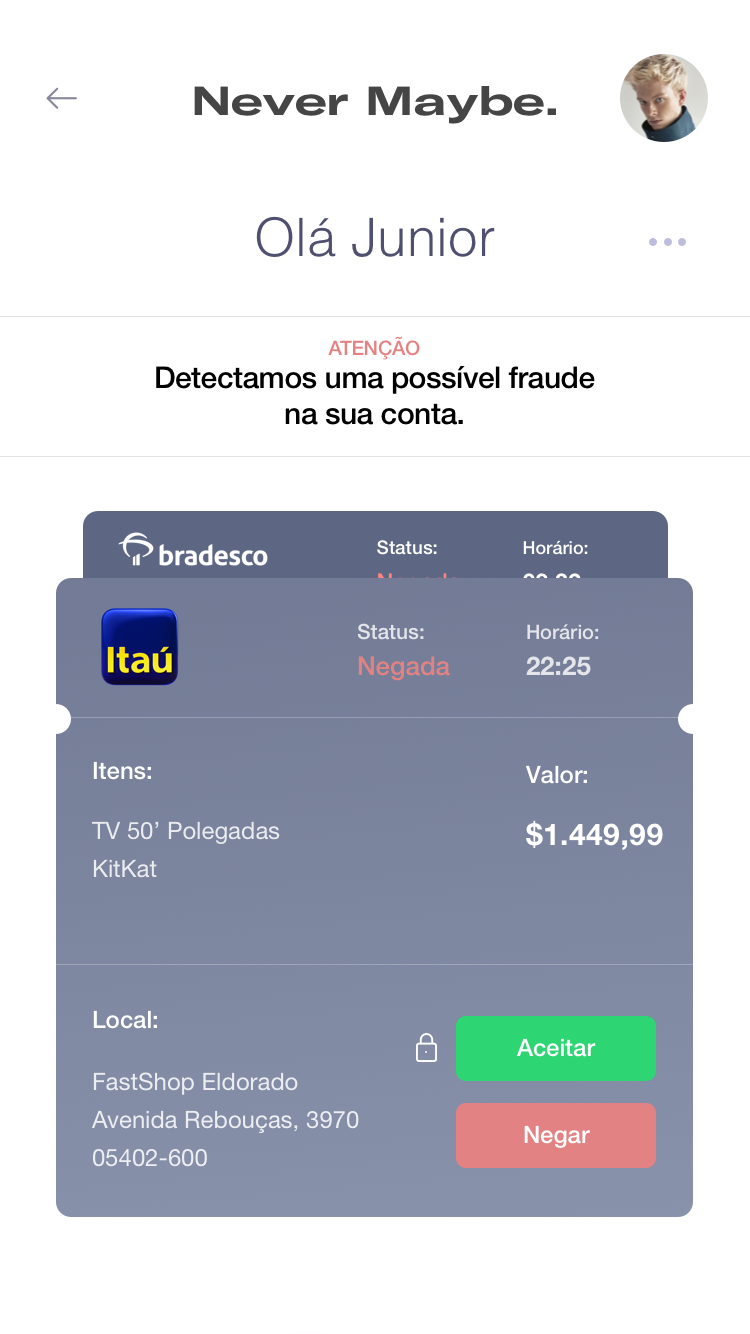 Never Maybe.
Olá Junior
ATENÇÃO
Detectamos uma possível fraude
na sua conta.
bradesco
Status:
Horário:
Itaú
Status:
Negada
Horário:
22:25
Itens:
TV 50’ Polegadas
KitKat
Valor:
$1.449,99
Local:
FastShop Eldorado
Avenida Rebouças, 3970
05402-600
Aceitar
Negar